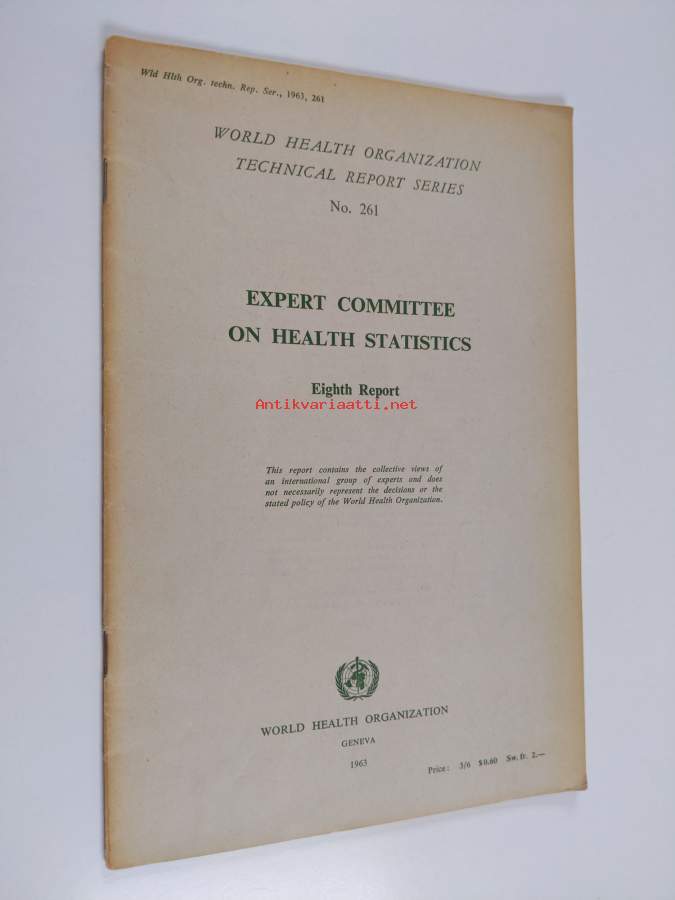 Wld Hlth Org. techn. Rep. Ser., 1963, 261
WORLD HEALTH ORGANIZATION
TECHNICAL REPORT SERIES
No. 261
EXPERT COMMITTEE
ON HEALTH STATISTICS
Eighth Report
Antikvariaatti.net
This report contains the collective views of
an international group of experts and does
not necessarily represent the decisions or the
stated policy of the World Health Organization.
WORLD HEALTH ORGANIZATION
GENEVA
1963
Price: 3/6 $0.60 Sw. fr. 2.—